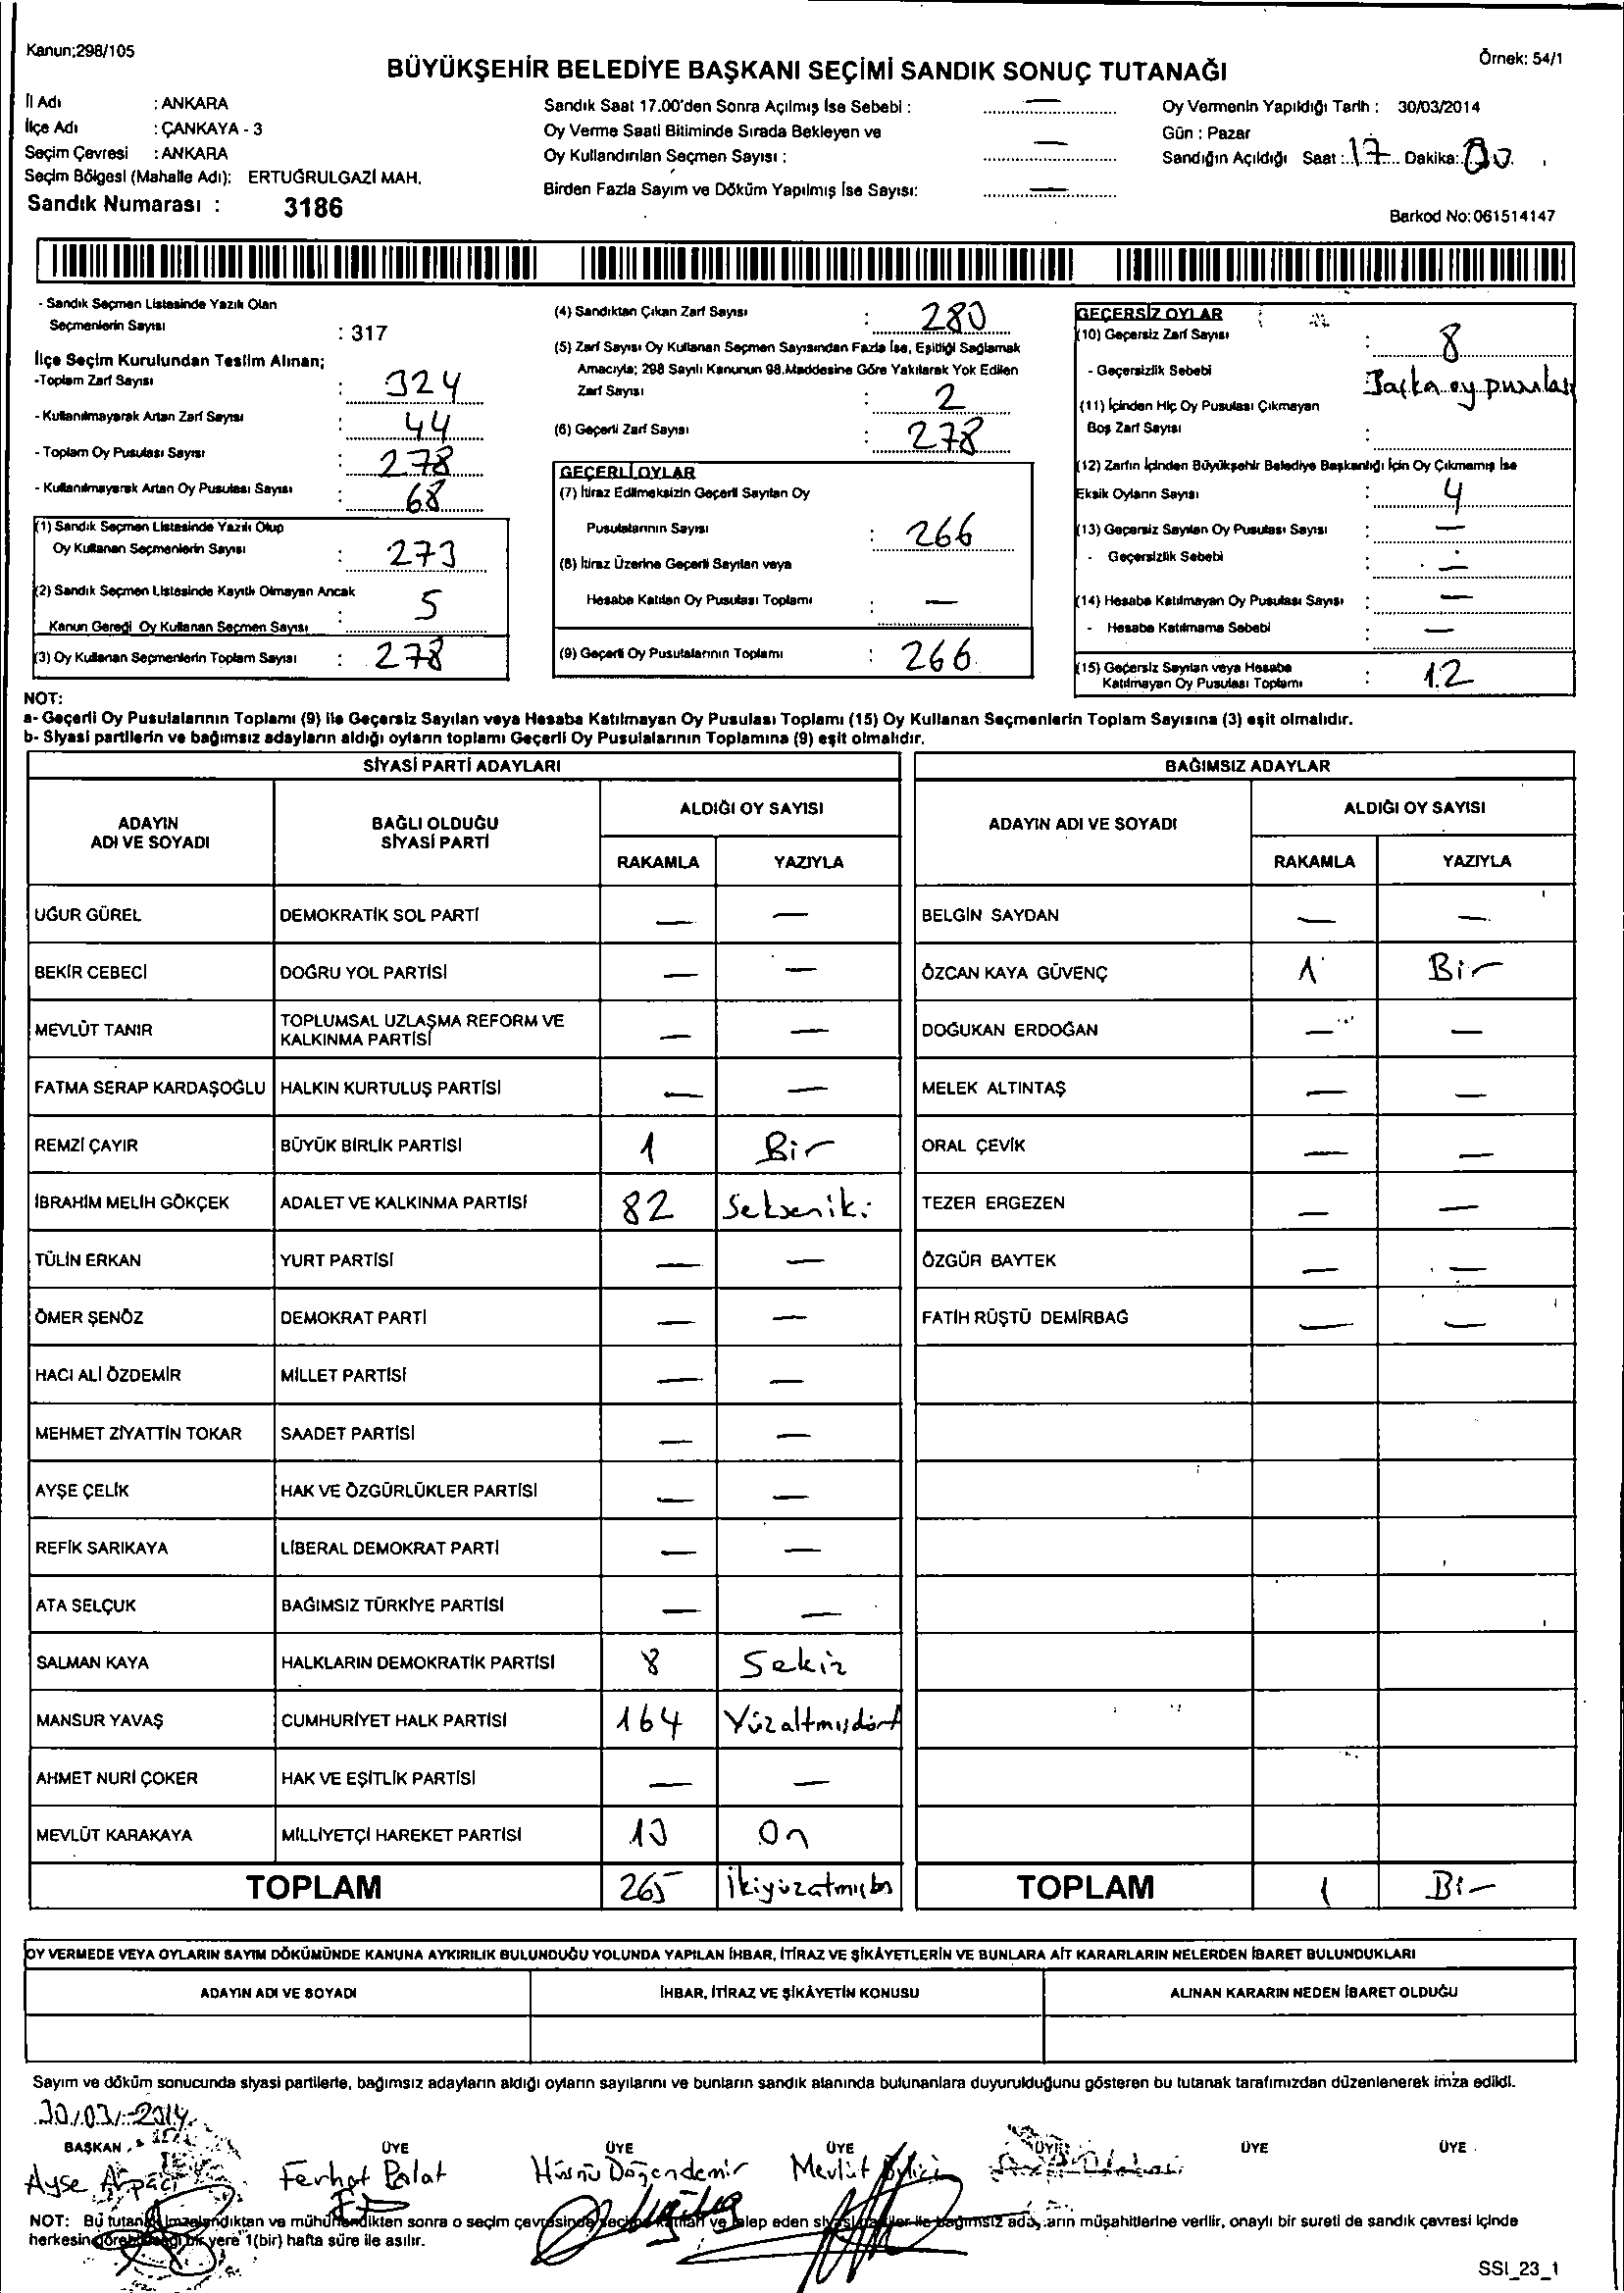 Kanun;298/105
Örnek: 54/1
BÜYÜKŞEHİR BELEDİYE BAŞKANI SEÇİMİ SANDIK SONUÇ TUTANAĞI
İl Adı : ANKARA
İlçe Adı : ÇANKAYA - 3
Seçim Çevresi : ANKARA
Seçim Bölgesi (Mahalle Adı): ERTUĞRULGAZİ MAH.
Sandık Numarası : 3186
Sandık Saat 17.00'den Sonra Açılmış İse Sebebi : —
Oy Verme Saati Bitiminde Sırada Bekleyen ve
Oy Kullandırılan Seçmen Sayısı : —
Birden Fazla Sayım ve Döküm Yapılmış İse Sayısı: —
Oy Vermenin Yapıldığı Tarih : 30/03/2014
Gün : Pazar
Sandığın Açıldığı Saat : 17 Dakika: 00
Barkod No: 061514147
- Sandık Seçmen Listesinde Yazılı Olan
Seçmenlerin Sayısı : 317
İlçe Seçim Kurulundan Teslim Alınan;
-Toplam Zarf Sayısı : 324
- Kullanılmayarak Artan Zarf Sayısı : 44
- Toplam Oy Pusulası Sayısı : 278
- Kullanılmayarak Artan Oy Pusulası Sayısı : 68
(1) Sandık Seçmen Listesinde Yazılı Olup
Oy Kullanan Seçmenlerin Sayısı : 273
(2) Sandık Seçmen Listesinde Kayıtlı Olmayan Ancak
Kanun Gereği Oy Kullanan Seçmen Sayısı : 5
(3) Oy Kullanan Seçmenlerin Toplam Sayısı : 278
(4) Sandıktan Çıkan Zarf Sayısı : 280
(5) Zarf Sayısı Oy Kullanan Seçmen Sayısından Fazla İse, Eşitliği Sağlamak
Amacıyla; 298 Sayılı Kanunun 98.Maddesine Göre Yakılarak Yok Edilen
Zarf Sayısı : 2
(6) Geçerli Zarf Sayısı : 278
GEÇERLİ OYLAR
(7) İtiraz Edilmeksizin Geçerli Sayılan Oy
Pusulalarının Sayısı : 266
(8) İtiraz Üzerine Geçerli Sayılan veya
Hesaba Katılan Oy Pusulası Toplamı : —
(9) Geçerli Oy Pusulalarının Toplamı : 266
GEÇERSİZ OYLAR
(10) Geçersiz Zarf Sayısı : 8
- Geçersizlik Sebebi : Başka oy pusulası
(11) İçinden Hiç Oy Pusulası Çıkmayan
Boş Zarf Sayısı :
(12) Zarfın İçinden Büyükşehir Belediye Başkanlığı İçin Oy Çıkmamış İse
Eksik Oyların Sayısı : 4
(13) Geçersiz Sayılan Oy Pusulası Sayısı : —
- Geçersizlik Sebebi : —
(14) Hesaba Katılmayan Oy Pusulası Sayısı : —
- Hesaba Katılmama Sebebi : —
(15) Geçersiz Sayılan veya Hesaba
Katılmayan Oy Pusulası Toplamı : 12
NOT:
a- Geçerli Oy Pusulalarının Toplamı (9) ile Geçersiz Sayılan veya Hesaba Katılmayan Oy Pusulası Toplamı (15) Oy Kullanan Seçmenlerin Toplam Sayısına (3) eşit olmalıdır.
b- Siyasi partilerin ve bağımsız adayların aldığı oyların toplamı Geçerli Oy Pusulalarının Toplamına (9) eşit olmalıdır.
SİYASİ PARTİ ADAYLARI
ADAYIN ADI VE SOYADI BAĞLI OLDUĞU SİYASİ PARTİ ALDIĞI OY SAYISI
RAKAMLA YAZIYLA
UĞUR GÜREL DEMOKRATİK SOL PARTİ — —
BEKİR CEBECİ DOĞRU YOL PARTİSİ — —
MEVLÜT TANIR TOPLUMSAL UZLAŞMA REFORM VE KALKINMA PARTİSİ — —
FATMA SERAP KARDAŞOĞLU HALKIN KURTULUŞ PARTİSİ — —
REMZİ ÇAYIR BÜYÜK BİRLİK PARTİSİ 1 Bir
İBRAHİM MELİH GÖKÇEK ADALET VE KALKINMA PARTİSİ 82 Sekseniki
TÜLİN ERKAN YURT PARTİSİ — —
ÖMER ŞENÖZ DEMOKRAT PARTİ — —
HACI ALİ ÖZDEMİR MİLLET PARTİSİ — —
MEHMET ZİYATTİN TOKAR SAADET PARTİSİ — —
AYŞE ÇELİK HAK VE ÖZGÜRLÜKLER PARTİSİ — —
REFİK SARIKAYA LİBERAL DEMOKRAT PARTİ — —
ATA SELÇUK BAĞIMSIZ TÜRKİYE PARTİSİ — —
SALMAN KAYA HALKLARIN DEMOKRATİK PARTİSİ 8 Sekiz
MANSUR YAVAŞ CUMHURİYET HALK PARTİSİ 164 Yüzaltmışdört
AHMET NURİ ÇOKER HAK VE EŞİTLİK PARTİSİ — —
MEVLÜT KARAKAYA MİLLİYETÇİ HAREKET PARTİSİ 10 On
TOPLAM 265 İkiyüzatmışbş
BAĞIMSIZ ADAYLAR
ADAYIN ADI VE SOYADI ALDIĞI OY SAYISI
RAKAMLA YAZIYLA
BELGİN SAYDAN — —
ÖZCAN KAYA GÜVENÇ 1 Bir
DOĞUKAN ERDOĞAN — —
MELEK ALTINTAŞ — —
ORAL ÇEVİK — —
TEZER ERGEZEN — —
ÖZGÜR BAYTEK — —
FATİH RÜŞTÜ DEMİRBAĞ — —
TOPLAM 1 Bir
OY VERMEDE VEYA OYLARIN SAYIM DÖKÜMÜNDE KANUNA AYKIRILIK BULUNDUĞU YOLUNDA YAPILAN İHBAR, İTİRAZ VE ŞİKÂYETLERİN VE BUNLARA AİT KARARLARIN NELERDEN İBARET BULUNDUKLARI
ADAYIN ADI VE SOYADI İHBAR, İTİRAZ VE ŞİKÂYETİN KONUSU ALINAN KARARIN NEDEN İBARET OLDUĞU
Sayım ve döküm sonucunda siyasi partilerle, bağımsız adayların aldığı oyların sayılarını ve bunların sandık alanında bulunanlara duyurulduğunu gösteren bu tutanak tarafımızdan düzenlenerek imza edildi.
30/03/2014
BAŞKAN ÜYE ÜYE ÜYE ÜYE ÜYE ÜYE
Ayşe Arpacı Ferhat Polat Hüsnü Doğandemir Mevlüt
NOT: Bu tutanak imzalandıktan ve mühürlendikten sonra o seçim çevresinde seçime katılan ve talep eden siyasi partiler ile bağımsız adayların müşahitlerine verilir, onaylı bir sureti de sandık çevresi içinde
herkesin görebileceği bir yere 1(bir) hafta süre ile asılır.
SSI_23_1